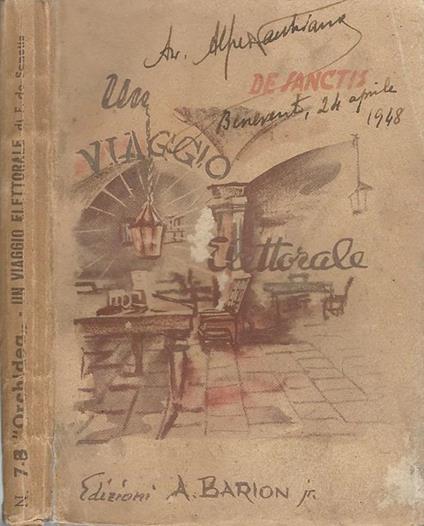 Av.
DE SANCTIS
Benevento, 24 aprile
1948
Un
VIAGGIO
Elettorale
Edizioni A. BARION jr.
N. 7-8 "Orchidea" - UN VIAGGIO ELETTORALE di F. de Sanctis